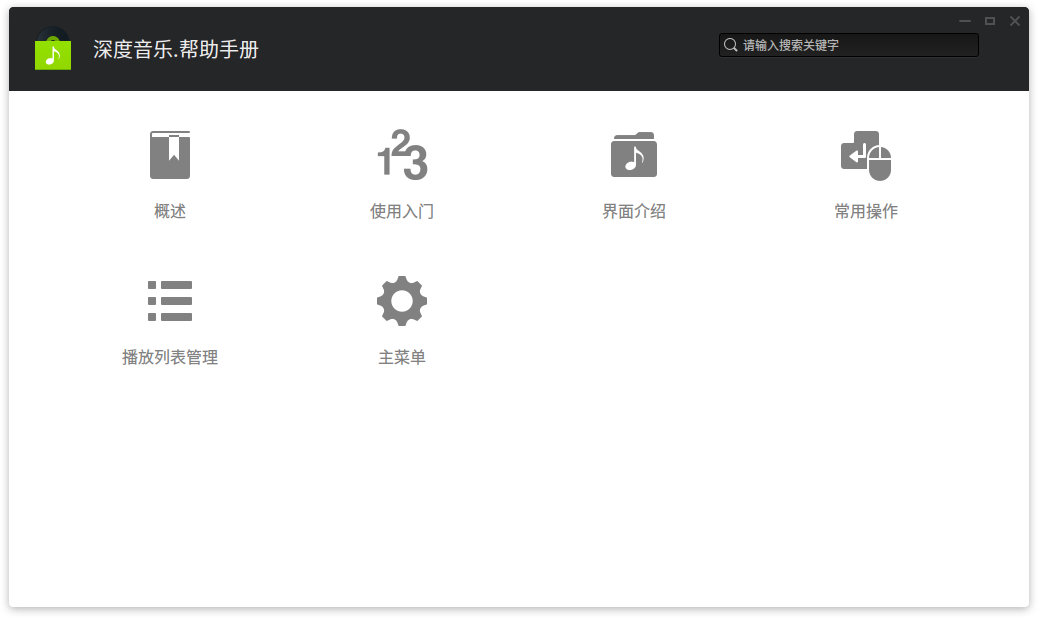 深度音乐.帮助手册
请输入搜索关键字
123
概述
使用入门
界面介绍
常用操作
播放列表管理
主菜单